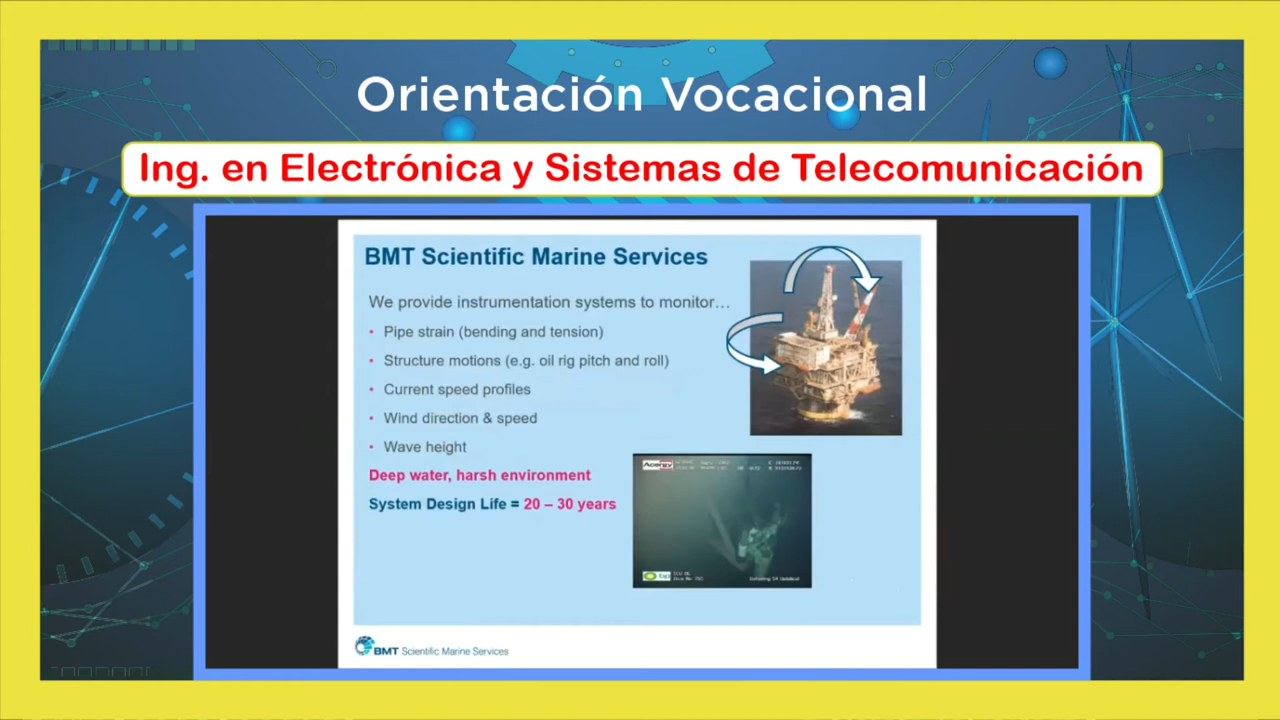 Orientación Vocacional
Ing. en Electrónica y Sistemas de Telecomunicación
BMT Scientific Marine Services
We provide instrumentation systems to monitor…
• Pipe strain (bending and tension)
• Structure motions (e.g. oil rig pitch and roll)
• Current speed profiles
• Wind direction & speed
• Wave height
Deep water, harsh environment
System Design Life = 20 – 30 years
Acergy
bp
BMT Scientific Marine Services